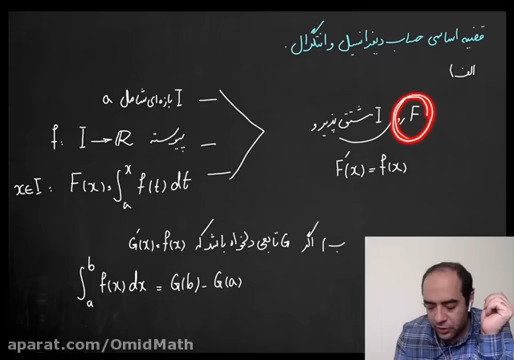 قضیه اساسی حساب دیفرانسیل و انتگرال.
الف)
I بازه‌ای شامل a
f: I → ℝ پیوسته
x∈I: F(x) = ∫ₐˣ f(t) dt
F روی I مشتق پذیر و
F′(x) = f(x)
ب) اگر G تابعی دلخواه باشد که G′(x) = f(x)
∫ₐᵇ f(x) dx = G(b) - G(a)
aparat.com/OmidMath